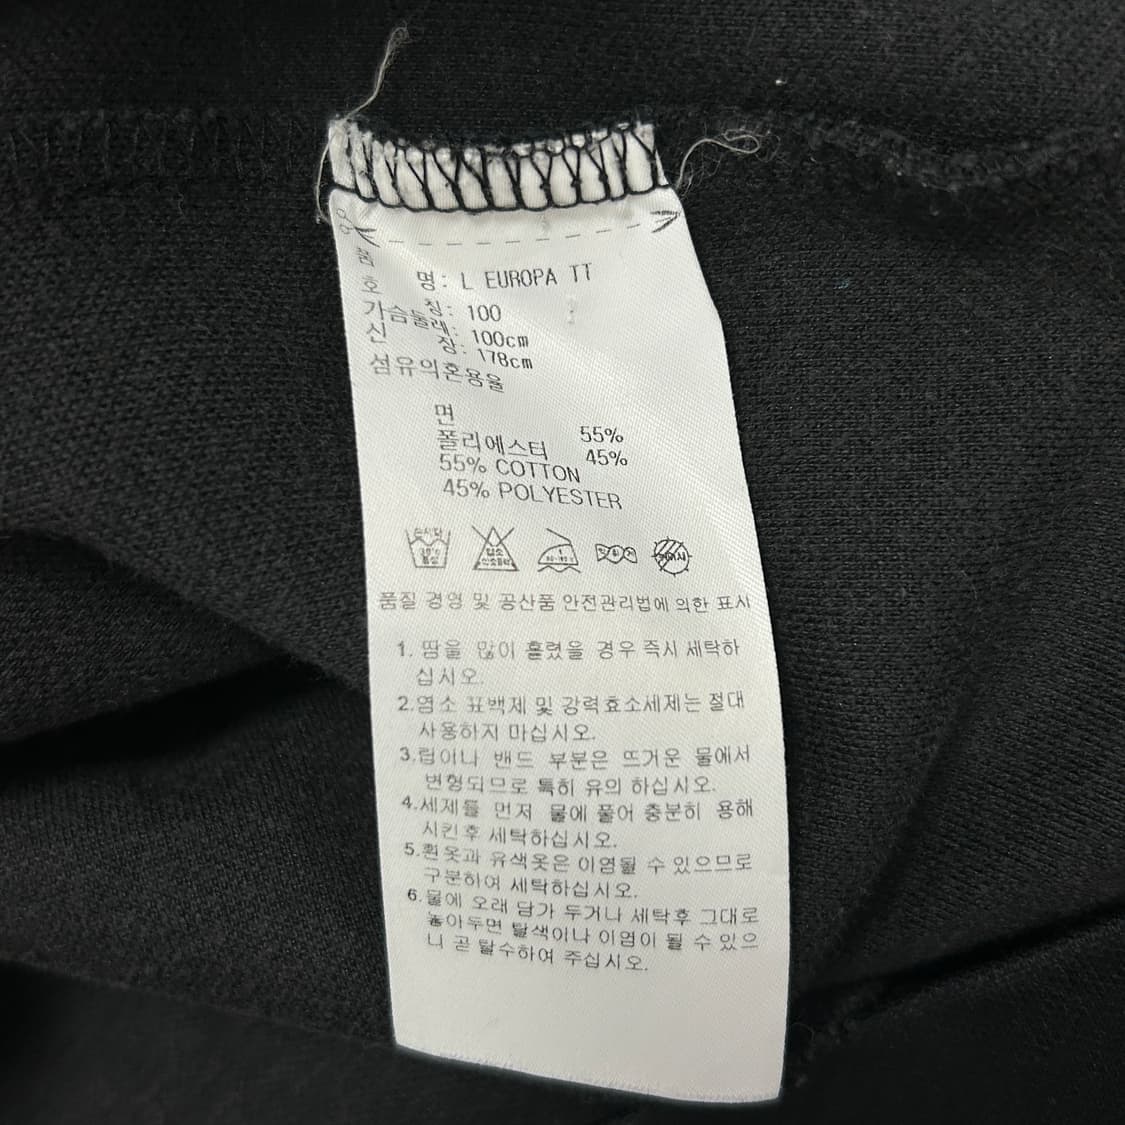 품 명: L EUROPA TT
호 칭: 100
가슴둘레: 100cm
신 장: 178cm
섬유의혼용율
면 55%
폴리에스터 45%
55% COTTON
45% POLYESTER
품질 경영 및 공산품 안전관리법에 의한 표시
1. 땀을 많이 흘렸을 경우 즉시 세탁하
십시오.
2.염소 표백제 및 강력효소세제는 절대
사용하지 마십시오.
3.립이나 밴드 부분은 뜨거운 물에서
변형되므로 특히 유의 하십시오.
4.세제를 먼저 물에 풀어 충분히 용해
시킨후 세탁하십시오.
5.흰옷과 유색옷은 이염될 수 있으므로
구분하여 세탁하십시오.
6.물에 오래 담가 두거나 세탁후 그대로
놓아두면 탈색이나 이염이 될 수 있으
니 곧 탈수하여 주십시오.